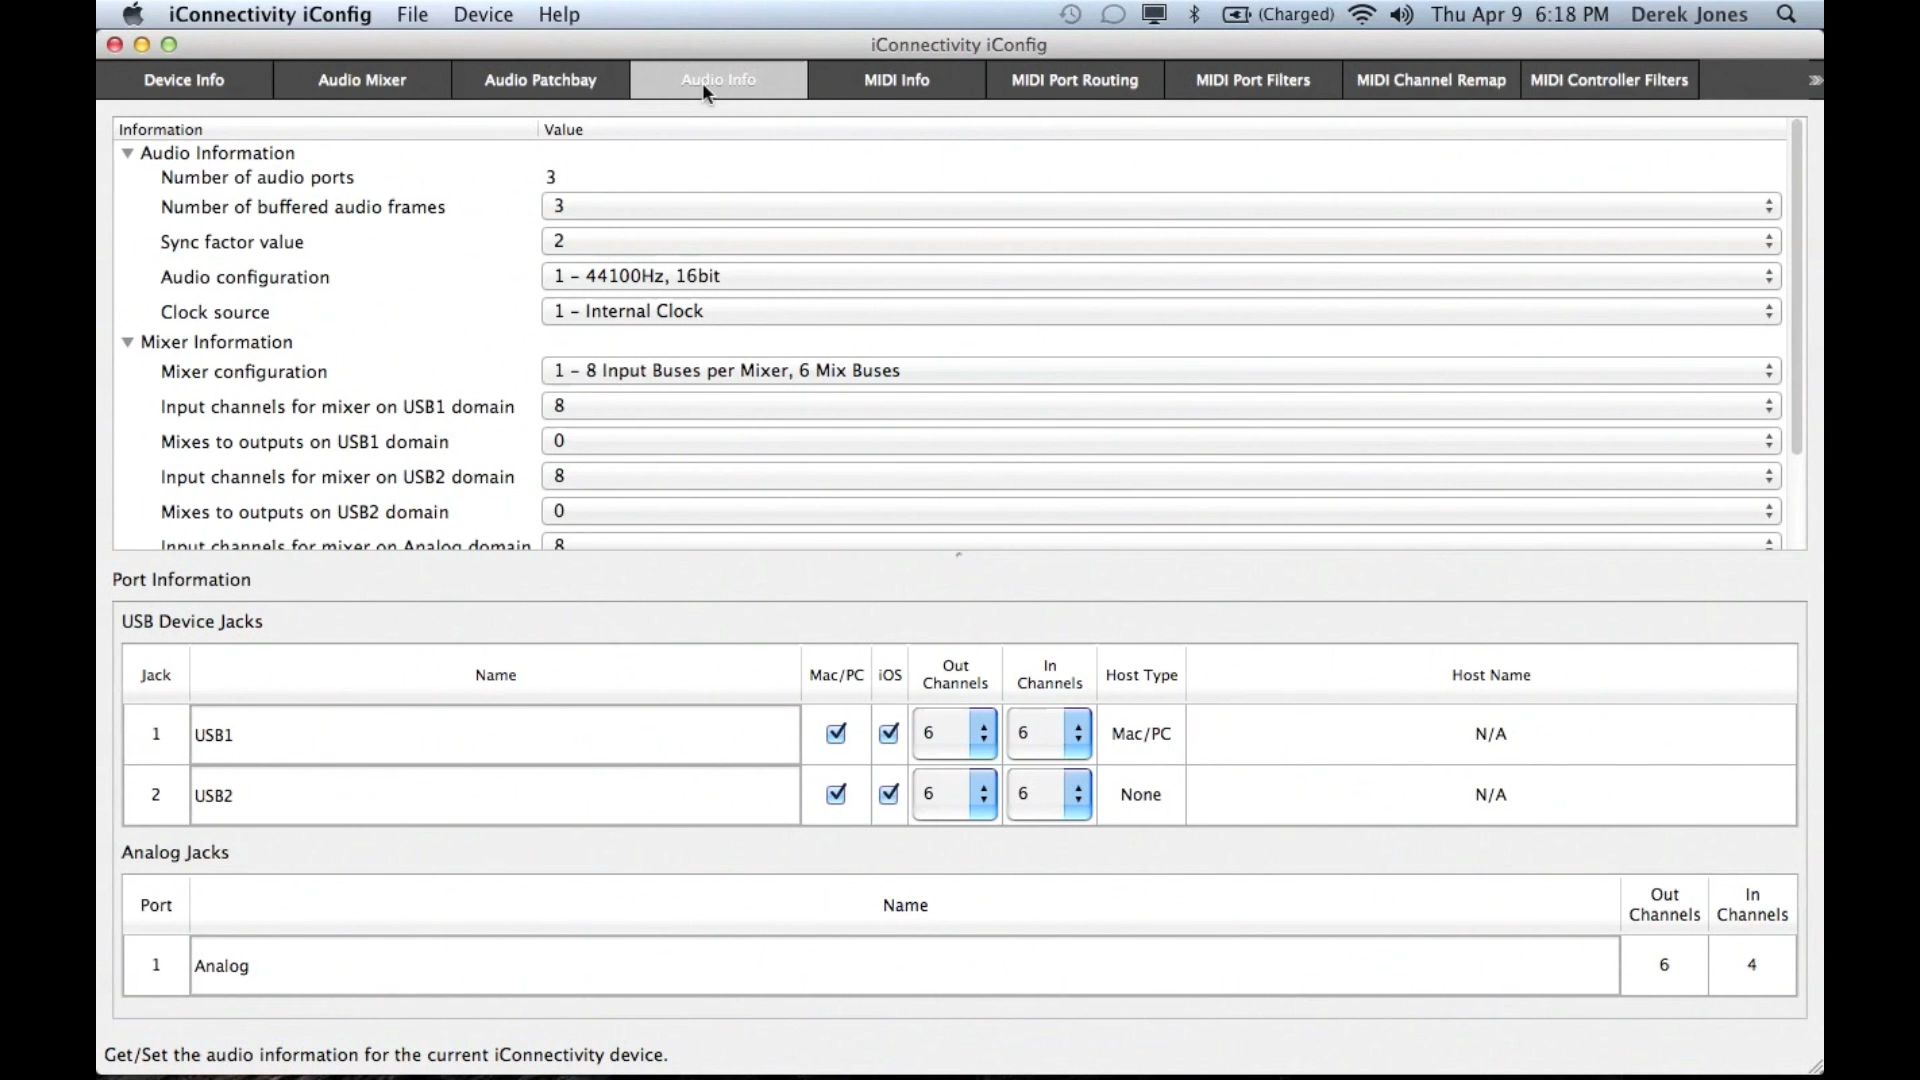 iConnectivity iConfig File Device Help (Charged) Thu Apr 9 6:18 PM Derek Jones
iConnectivity iConfig
Device Info Audio Mixer Audio Patchbay Audio Info MIDI Info MIDI Port Routing MIDI Port Filters MIDI Channel Remap MIDI Controller Filters »
Information Value
Audio Information
Number of audio ports 3
Number of buffered audio frames 3
Sync factor value 2
Audio configuration 1 – 44100Hz, 16bit
Clock source 1 – Internal Clock
Mixer Information
Mixer configuration 1 – 8 Input Buses per Mixer, 6 Mix Buses
Input channels for mixer on USB1 domain 8
Mixes to outputs on USB1 domain 0
Input channels for mixer on USB2 domain 8
Mixes to outputs on USB2 domain 0
Input channels for mixer on Analog domain 8
Port Information
USB Device Jacks
Jack Name Mac/PC iOS Out Channels In Channels Host Type Host Name
1 USB1 6 6 Mac/PC N/A
2 USB2 6 6 None N/A
Analog Jacks
Port Name Out Channels In Channels
1 Analog 6 4
Get/Set the audio information for the current iConnectivity device.